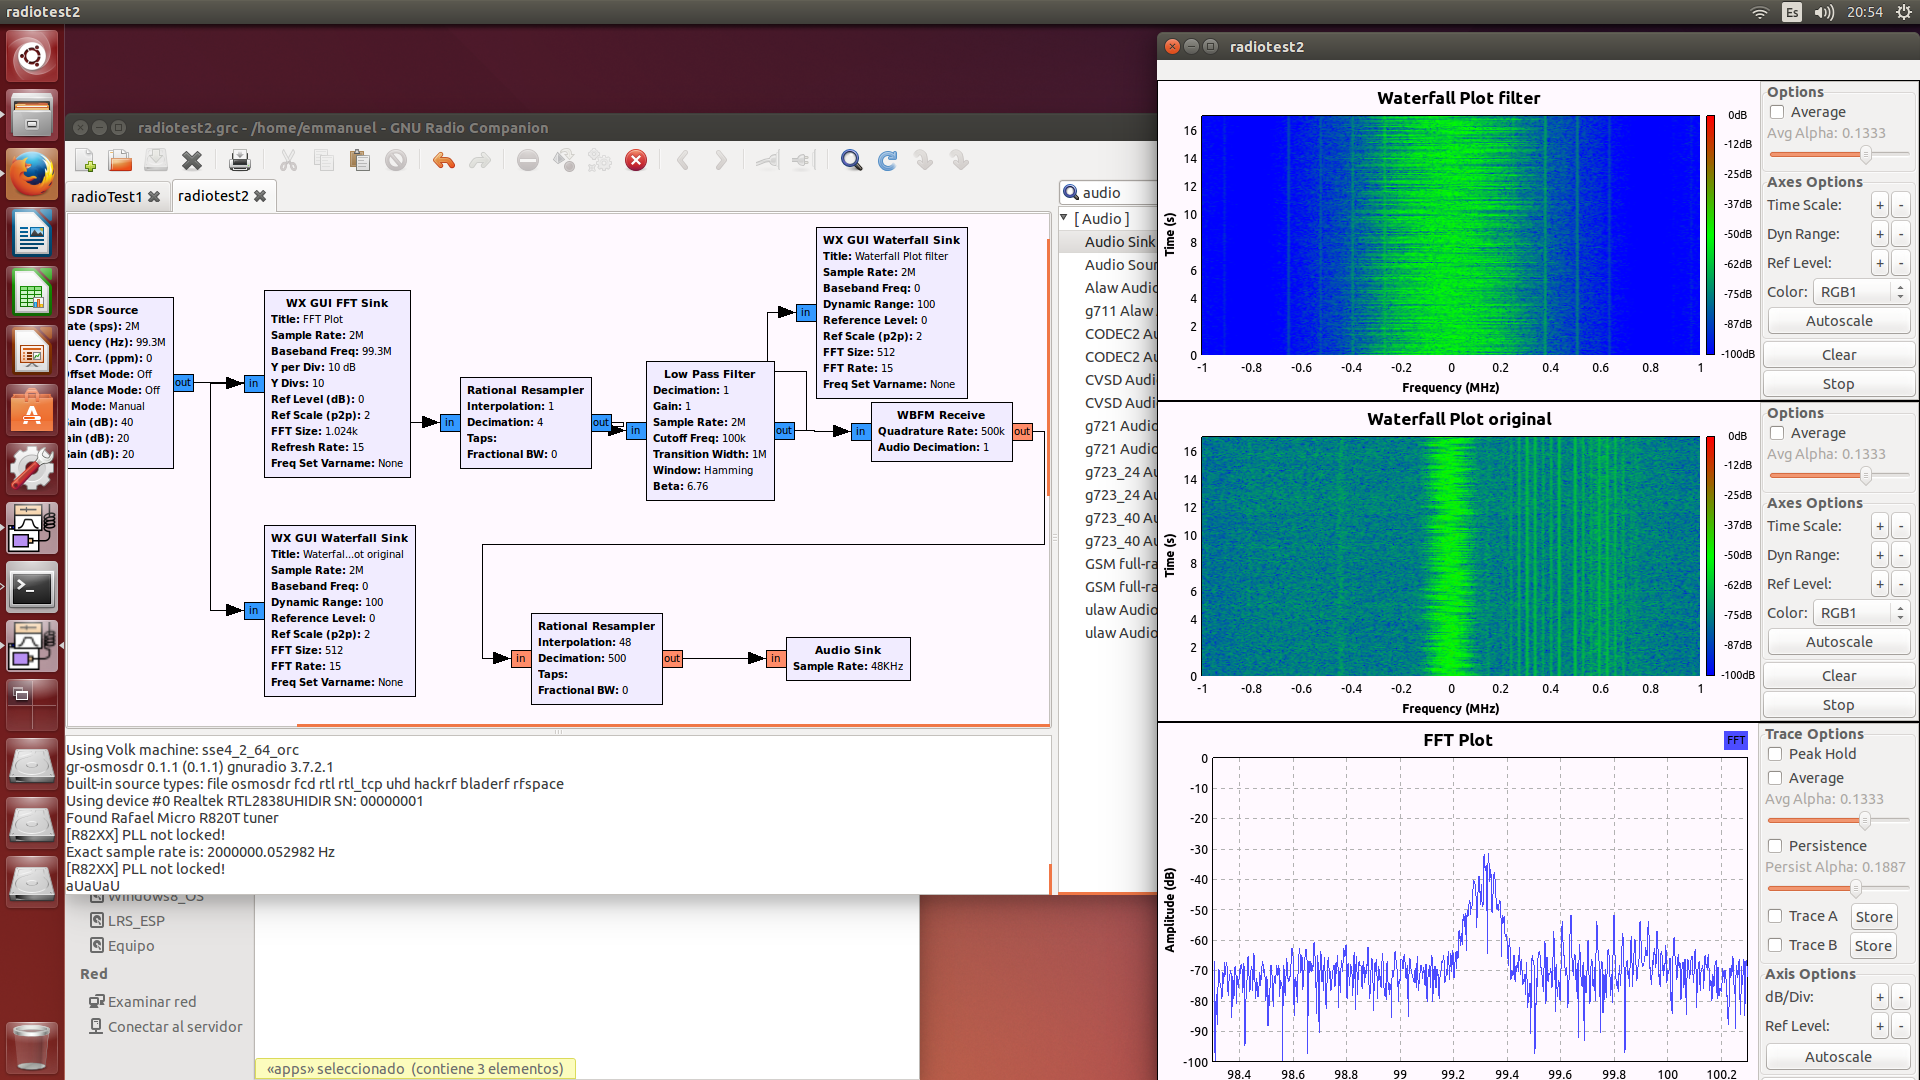 radiotest2
Es
20:54
radiotest2.grc - /home/emmanuel - GNU Radio Companion
radioTest1
radiotest2
SDR Source
ate (sps): 2M
uency (Hz): 99.3M
. Corr. (ppm): 0
offset Mode: Off
alance Mode: Off
Mode: Manual
ain (dB): 40
ain (dB): 20
Gain (dB): 20
out
in
WX GUI FFT Sink
Title: FFT Plot
Sample Rate: 2M
Baseband Freq: 99.3M
Y per Div: 10 dB
Y Divs: 10
Ref Level (dB): 0
Ref Scale (p2p): 2
FFT Size: 1.024k
Refresh Rate: 15
Freq Set Varname: None
in
WX GUI Waterfall Sink
Title: Waterfal...ot original
Sample Rate: 2M
Baseband Freq: 0
Dynamic Range: 100
Reference Level: 0
Ref Scale (p2p): 2
FFT Size: 512
FFT Rate: 15
Freq Set Varname: None
in
Rational Resampler
Interpolation: 1
Decimation: 4
Taps:
Fractional BW: 0
out
in
Low Pass Filter
Decimation: 1
Gain: 1
Sample Rate: 2M
Cutoff Freq: 100k
Transition Width: 1M
Window: Hamming
Beta: 6.76
out
in
WX GUI Waterfall Sink
Title: Waterfall Plot filter
Sample Rate: 2M
Baseband Freq: 0
Dynamic Range: 100
Reference Level: 0
Ref Scale (p2p): 2
FFT Size: 512
FFT Rate: 15
Freq Set Varname: None
in
WBFM Receive
Quadrature Rate: 500k
Audio Decimation: 1
out
in
Rational Resampler
Interpolation: 48
Decimation: 500
Taps:
Fractional BW: 0
out
in
Audio Sink
Sample Rate: 48KHz
audio
[ Audio ]
Audio Sink
Audio Sour
Alaw Audio
g711 Alaw
CODEC2 Au
CODEC2 Au
CVSD Audio
CVSD Audio
g721 Audio
g721 Audio
g723_24 Au
g723_24 Au
g723_40 Au
g723_40 Au
GSM full-ra
GSM full-ra
ulaw Audio
ulaw Audio
Using Volk machine: sse4_2_64_orc
gr-osmosdr 0.1.1 (0.1.1) gnuradio 3.7.2.1
built-in source types: file osmosdr fcd rtl rtl_tcp uhd hackrf bladerf rfspace
Using device #0 Realtek RTL2838UHIDIR SN: 00000001
Found Rafael Micro R820T tuner
[R82XX] PLL not locked!
Exact sample rate is: 2000000.052982 Hz
[R82XX] PLL not locked!
aUaUaU
Windows8_OS
LRS_ESP
Equipo
Red
Examinar red
Conectar al servidor
«apps» seleccionado (contiene 3 elementos)
radiotest2
Waterfall Plot filter
Time (s)
16
14
12
10
8
6
4
2
0
-1 -0.8 -0.6 -0.4 -0.2 0 0.2 0.4 0.6 0.8 1
Frequency (MHz)
0dB
-12dB
-25dB
-37dB
-50dB
-62dB
-75dB
-87dB
-100dB
Options
Average
Avg Alpha: 0.1333
Axes Options
Time Scale: + -
Dyn Range: + -
Ref Level: + -
Color: RGB1
Autoscale
Clear
Stop
Waterfall Plot original
Time (s)
16
14
12
10
8
6
4
2
0
-1 -0.8 -0.6 -0.4 -0.2 0 0.2 0.4 0.6 0.8 1
Frequency (MHz)
0dB
-12dB
-25dB
-37dB
-50dB
-62dB
-75dB
-87dB
-100dB
Options
Average
Avg Alpha: 0.1333
Axes Options
Time Scale: + -
Dyn Range: + -
Ref Level: + -
Color: RGB1
Autoscale
Clear
Stop
FFT Plot
FFT
Amplitude (dB)
0
-10
-20
-30
-40
-50
-60
-70
-80
-90
-100
98.4 98.6 98.8 99 99.2 99.4 99.6 99.8 100 100.2
Trace Options
Peak Hold
Average
Avg Alpha: 0.1333
Persistence
Persist Alpha: 0.1887
Trace A Store
Trace B Store
Axis Options
dB/Div: + -
Ref Level: + -
Autoscale